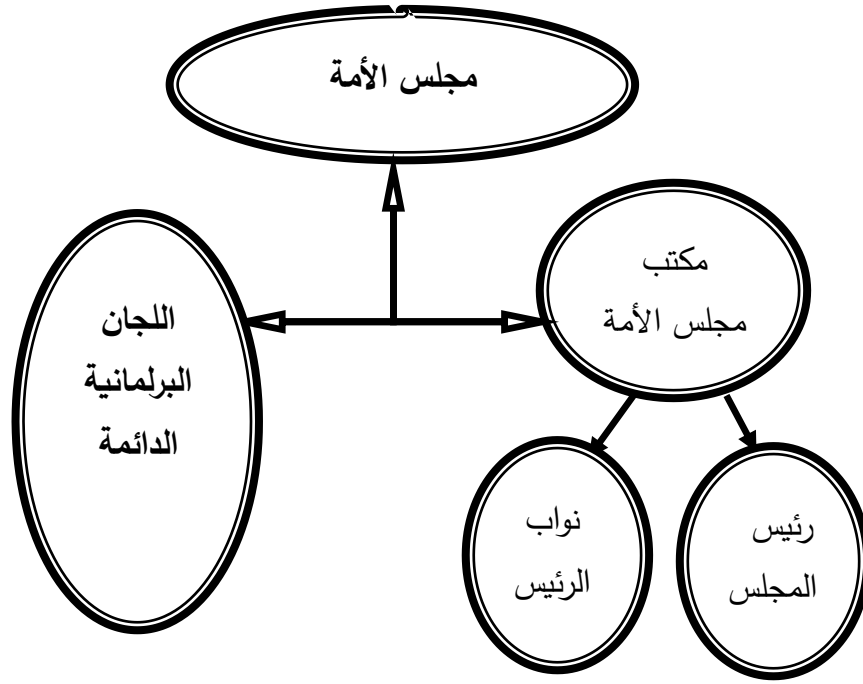 مجلس الأمة
مكتب
مجلس الأمة
اللجان
البرلمانية
الدائمة
رئيس
المجلس
نواب
الرئيس